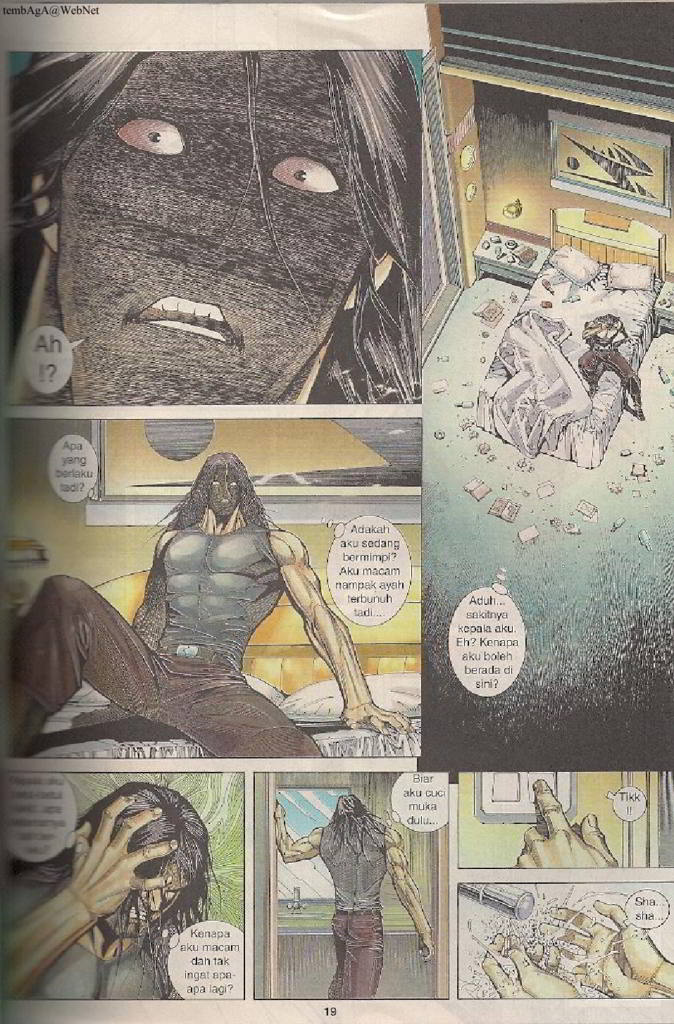 tembAgA@WebNet
Ah
!?
Aduh...
sakitnya
kepala aku.
Eh? Kenapa
aku boleh
berada di
sini?
Apa
yang
berlaku
tadi?
Adakah
aku sedang
bermimpi?
Aku macam
nampak ayah
terbunuh
tadi....
Kenapa
aku macam
dah tak
ingat apa-
apa lagi?
Biar
aku cuci
muka
dulu...
Tikk
!!
Sha...
sha...
19